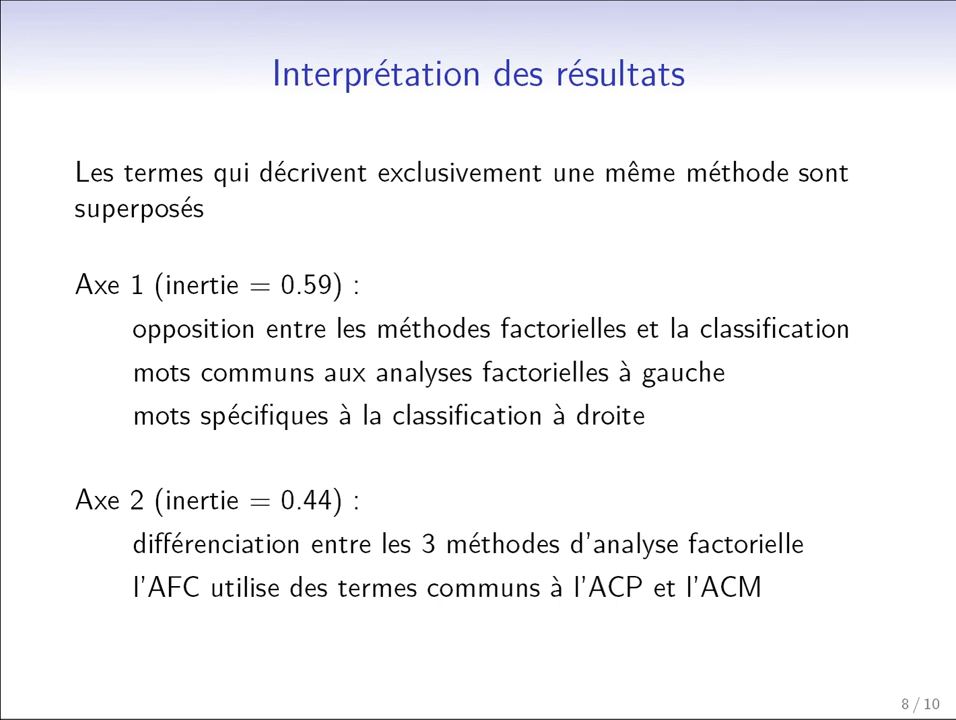 Interprétation des résultats
Les termes qui décrivent exclusivement une même méthode sont
superposés
Axe 1 (inertie = 0.59) :
opposition entre les méthodes factorielles et la classification
mots communs aux analyses factorielles à gauche
mots spécifiques à la classification à droite
Axe 2 (inertie = 0.44) :
différenciation entre les 3 méthodes d'analyse factorielle
l'AFC utilise des termes communs à l'ACP et l'ACM
8 / 10